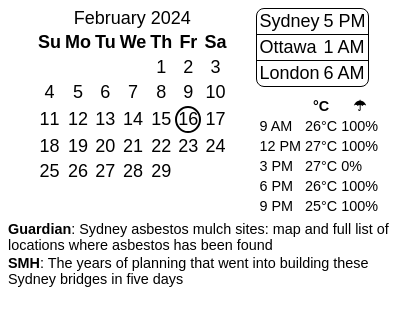 February 2024
Su Mo Tu We Th Fr Sa
1 2 3
4 5 6 7 8 9 10
11 12 13 14 15 16 17
18 19 20 21 22 23 24
25 26 27 28 29
Sydney 5 PM
Ottawa 1 AM
London 6 AM
°C ☂
9 AM 26°C 100%
12 PM 27°C 100%
3 PM 27°C 0%
6 PM 26°C 100%
9 PM 25°C 100%
Guardian: Sydney asbestos mulch sites: map and full list of
locations where asbestos has been found
SMH: The years of planning that went into building these
Sydney bridges in five days